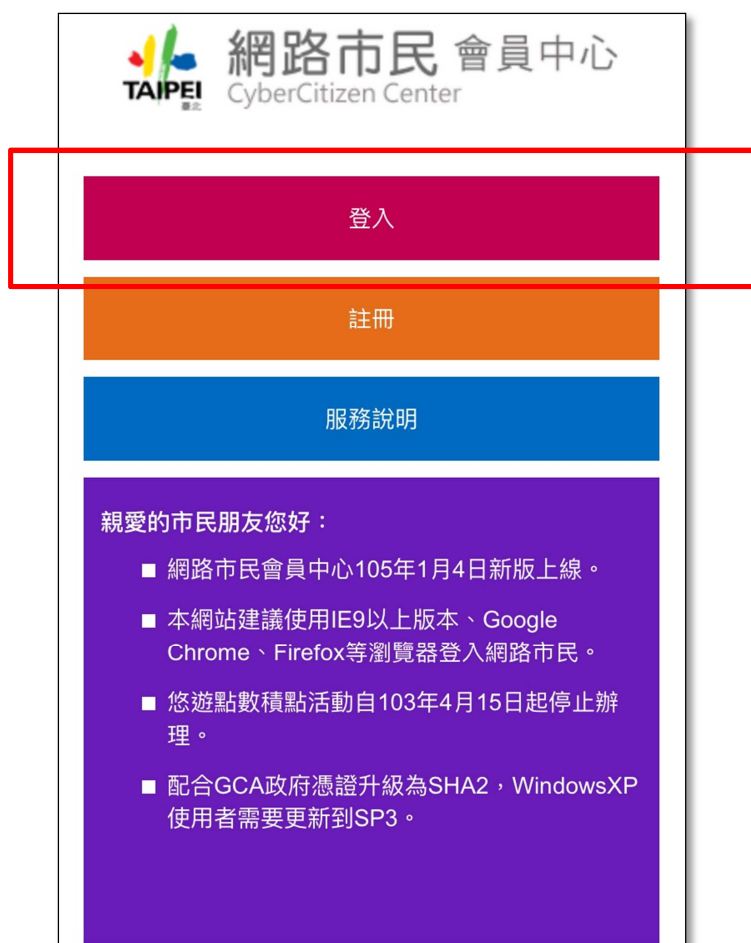 網路市民 會員中心
TAIPEI
臺北
CyberCitizen Center
登入
註冊
服務說明
親愛的市民朋友您好：
■ 網路市民會員中心105年1月4日新版上線。
■ 本網站建議使用IE9以上版本、Google
Chrome、Firefox等瀏覽器登入網路市民。
■ 悠遊點數積點活動自103年4月15日起停止辦
理。
■ 配合GCA政府憑證升級為SHA2，WindowsXP
使用者需要更新到SP3。